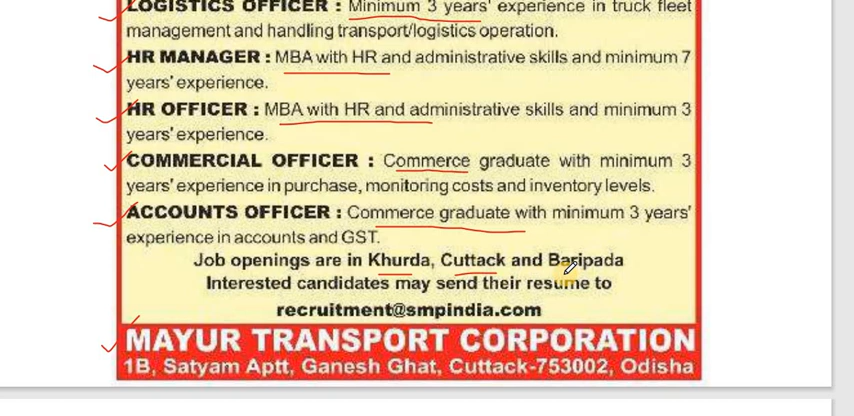 LOGISTICS OFFICER : Minimum 3 years' experience in truck fleet
management and handling transport/logistics operation.
HR MANAGER : MBA with HR and administrative skills and minimum 7
years' experience.
HR OFFICER : MBA with HR and administrative skills and minimum 3
years' experience.
COMMERCIAL OFFICER : Commerce graduate with minimum 3
years' experience in purchase, monitoring costs and inventory levels.
ACCOUNTS OFFICER : Commerce graduate with minimum 3 years'
experience in accounts and GST.
Job openings are in Khurda, Cuttack and Baripada
Interested candidates may send their resume to
recruitment@smpindia.com
MAYUR TRANSPORT CORPORATION
1B, Satyam Aptt, Ganesh Ghat, Cuttack-753002, Odisha